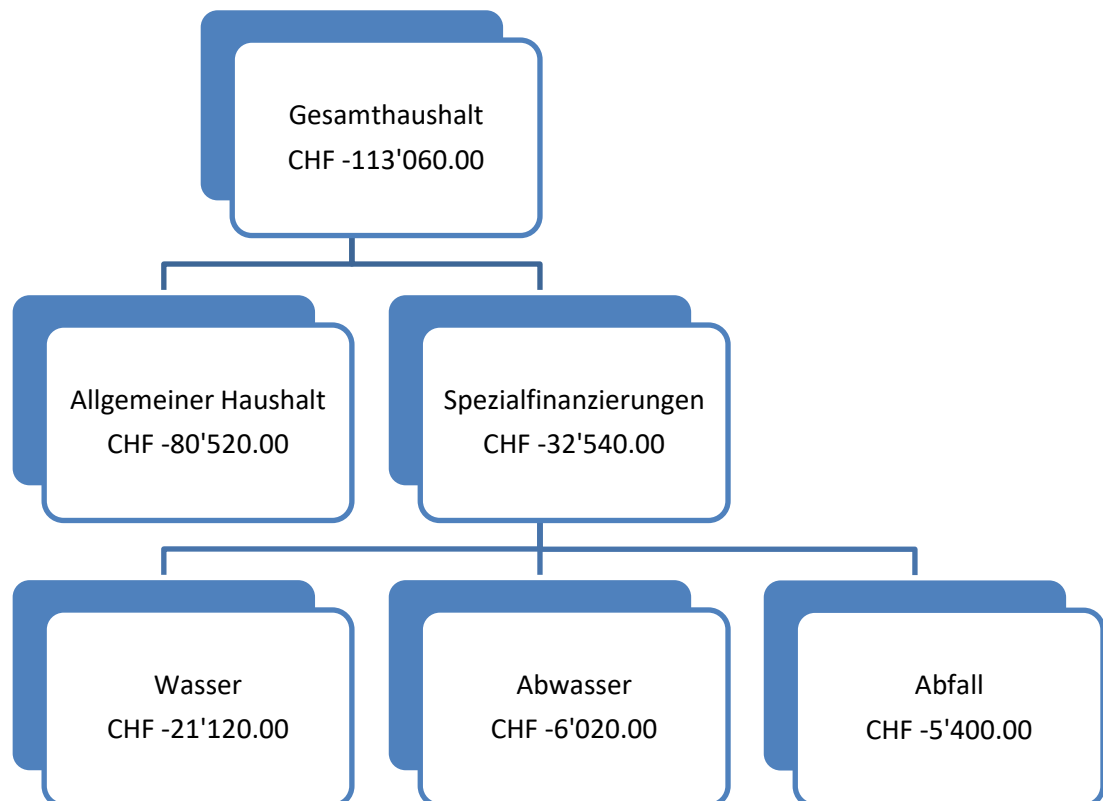 Gesamthaushalt
CHF -113'060.00
Allgemeiner Haushalt
CHF -80'520.00
Spezialfinanzierungen
CHF -32'540.00
Wasser
CHF -21'120.00
Abwasser
CHF -6'020.00
Abfall
CHF -5'400.00